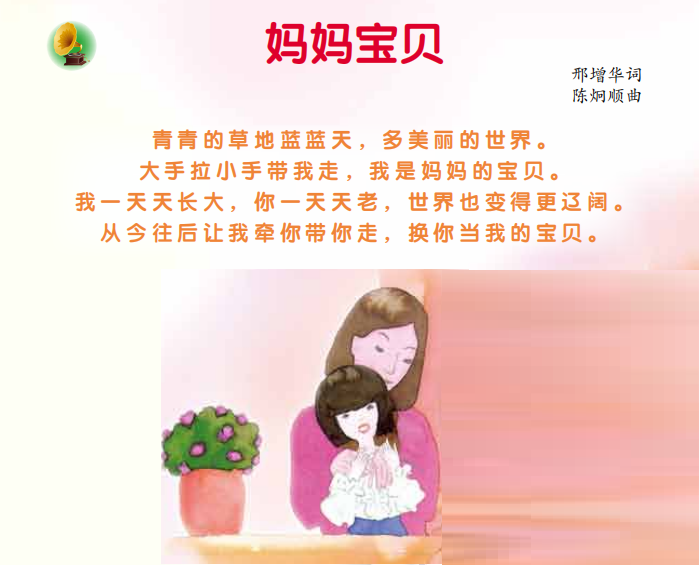 妈妈宝贝
邢增华词
陈炯顺曲
青青的草地蓝蓝天，多美丽的世界。
大手拉小手带我走，我是妈妈的宝贝。
我一天天长大，你一天天老，世界也变得更辽阔。
从今往后让我牵你带你走，换你当我的宝贝。